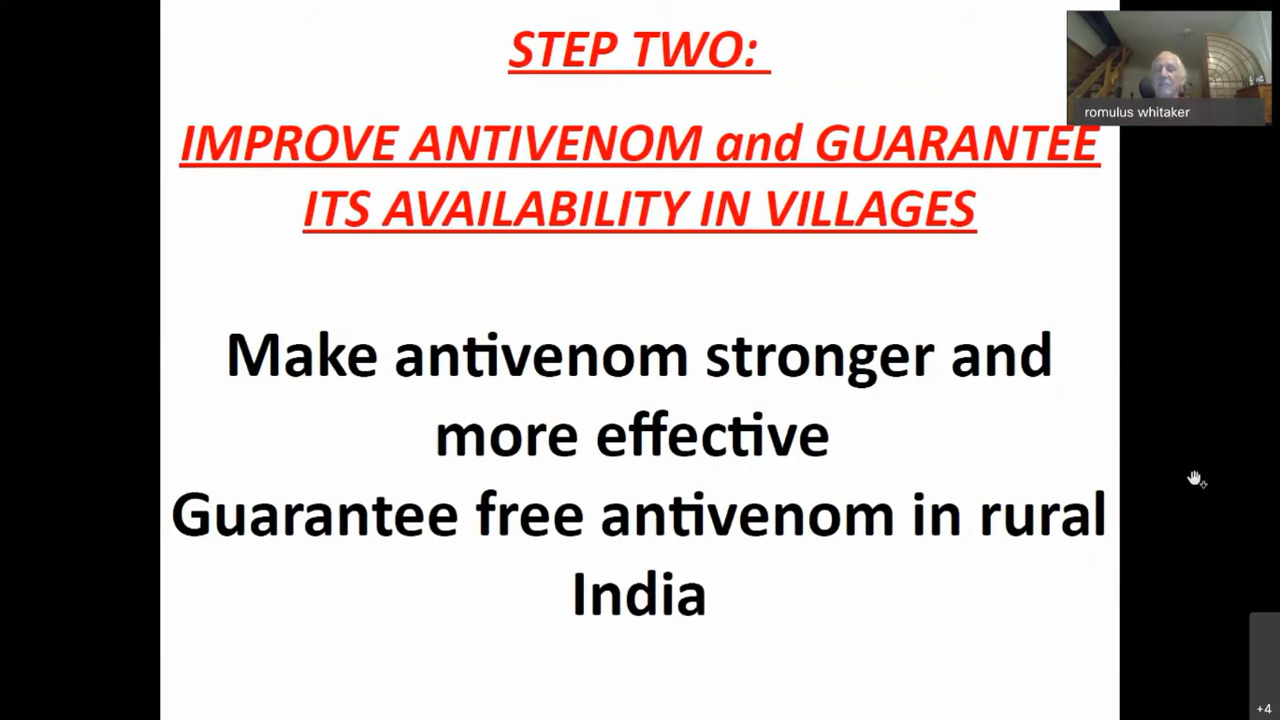 STEP TWO:
romulus whitaker
IMPROVE ANTIVENOM and GUARANTEE
ITS AVAILABILITY IN VILLAGES
Make antivenom stronger and
more effective
Guarantee free antivenom in rural
India
+4